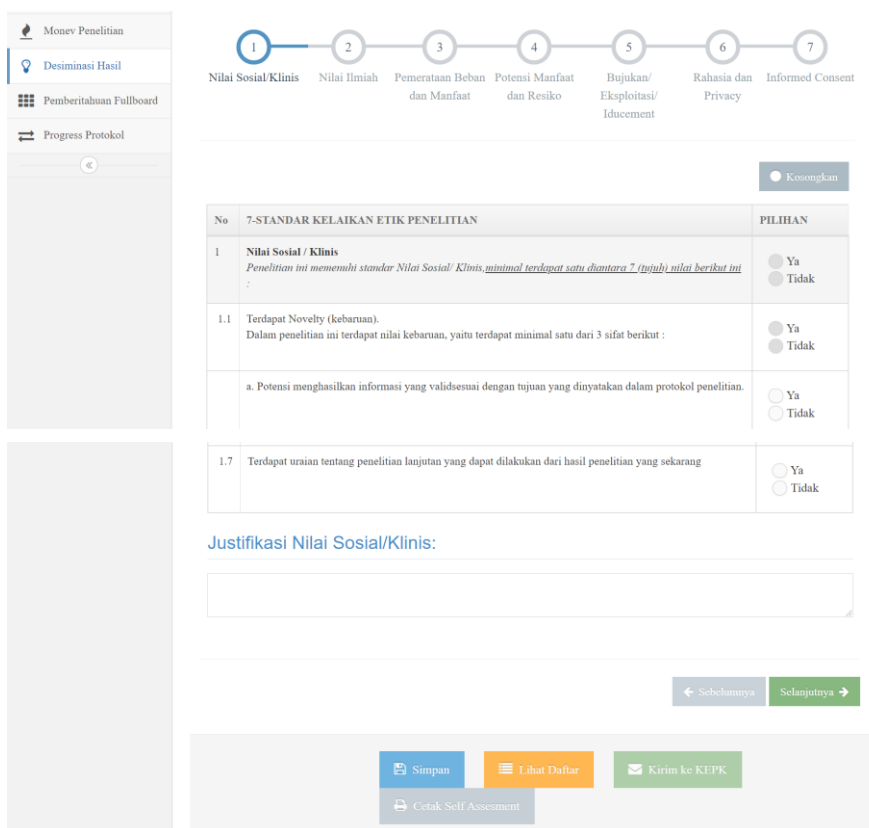 Monev Penelitian
Desiminasi Hasil
Pemberitahuan Fullboard
Progress Protokol
1 2 3 4 5 6 7
Nilai Sosial/Klinis Nilai Ilmiah Pemerataan Beban Potensi Manfaat Bujukan/ Rahasia dan Informed Consent
dan Manfaat dan Resiko Eksploitasi/ Privacy
Iducement
Kosongkan
No 7-STANDAR KELAIKAN ETIK PENELITIAN PILIHAN
1 Nilai Sosial / Klinis
Penelitian ini memenuhi standar Nilai Sosial/ Klinis,minimal terdapat satu diantara 7 (tujuh) nilai berikut ini
:
Ya
Tidak
1.1 Terdapat Novelty (kebaruan).
Dalam penelitian ini terdapat nilai kebaruan, yaitu terdapat minimal satu dari 3 sifat berikut :
Ya
Tidak
a. Potensi menghasilkan informasi yang validsesuai dengan tujuan yang dinyatakan dalam protokol penelitian.
Ya
Tidak
1.7 Terdapat uraian tentang penelitian lanjutan yang dapat dilakukan dari hasil penelitian yang sekarang
Ya
Tidak
Justifikasi Nilai Sosial/Klinis:
Sebelumnya Selanjutnya
Simpan Lihat Daftar Kirim ke KEPK
Cetak Self Assesment